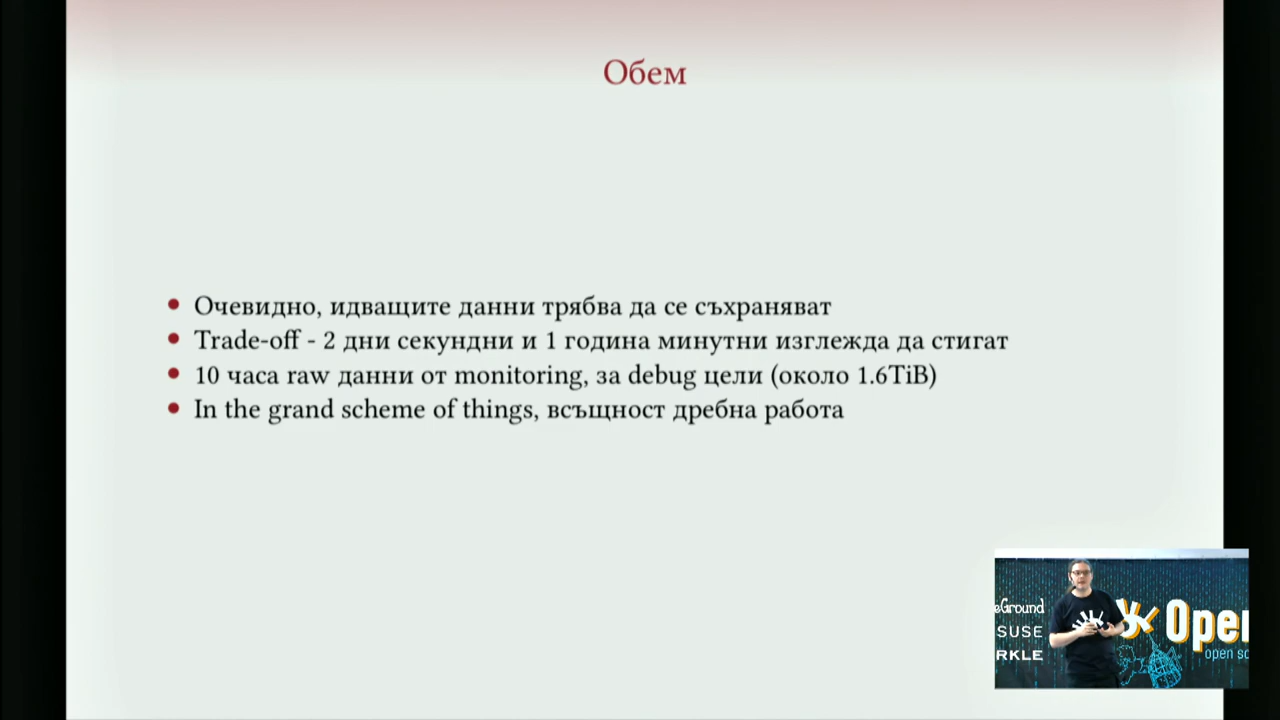 Обем
Очевидно, идващите данни трябва да се съхраняват
Trade-off - 2 дни секундни и 1 година минутни изглежда да стигат
10 часа raw данни от monitoring, за debug цели (около 1.6TiB)
In the grand scheme of things, всъщност дребна работа
eGround
SUSE
RKLE
Open
open so